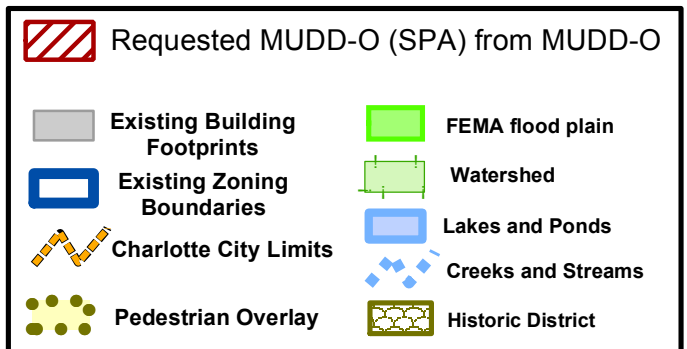 Requested MUDD-O (SPA) from MUDD-O
Existing Building
Footprints
Existing Zoning
Boundaries
Charlotte City Limits
Pedestrian Overlay
FEMA flood plain
Watershed
Lakes and Ponds
Creeks and Streams
Historic District